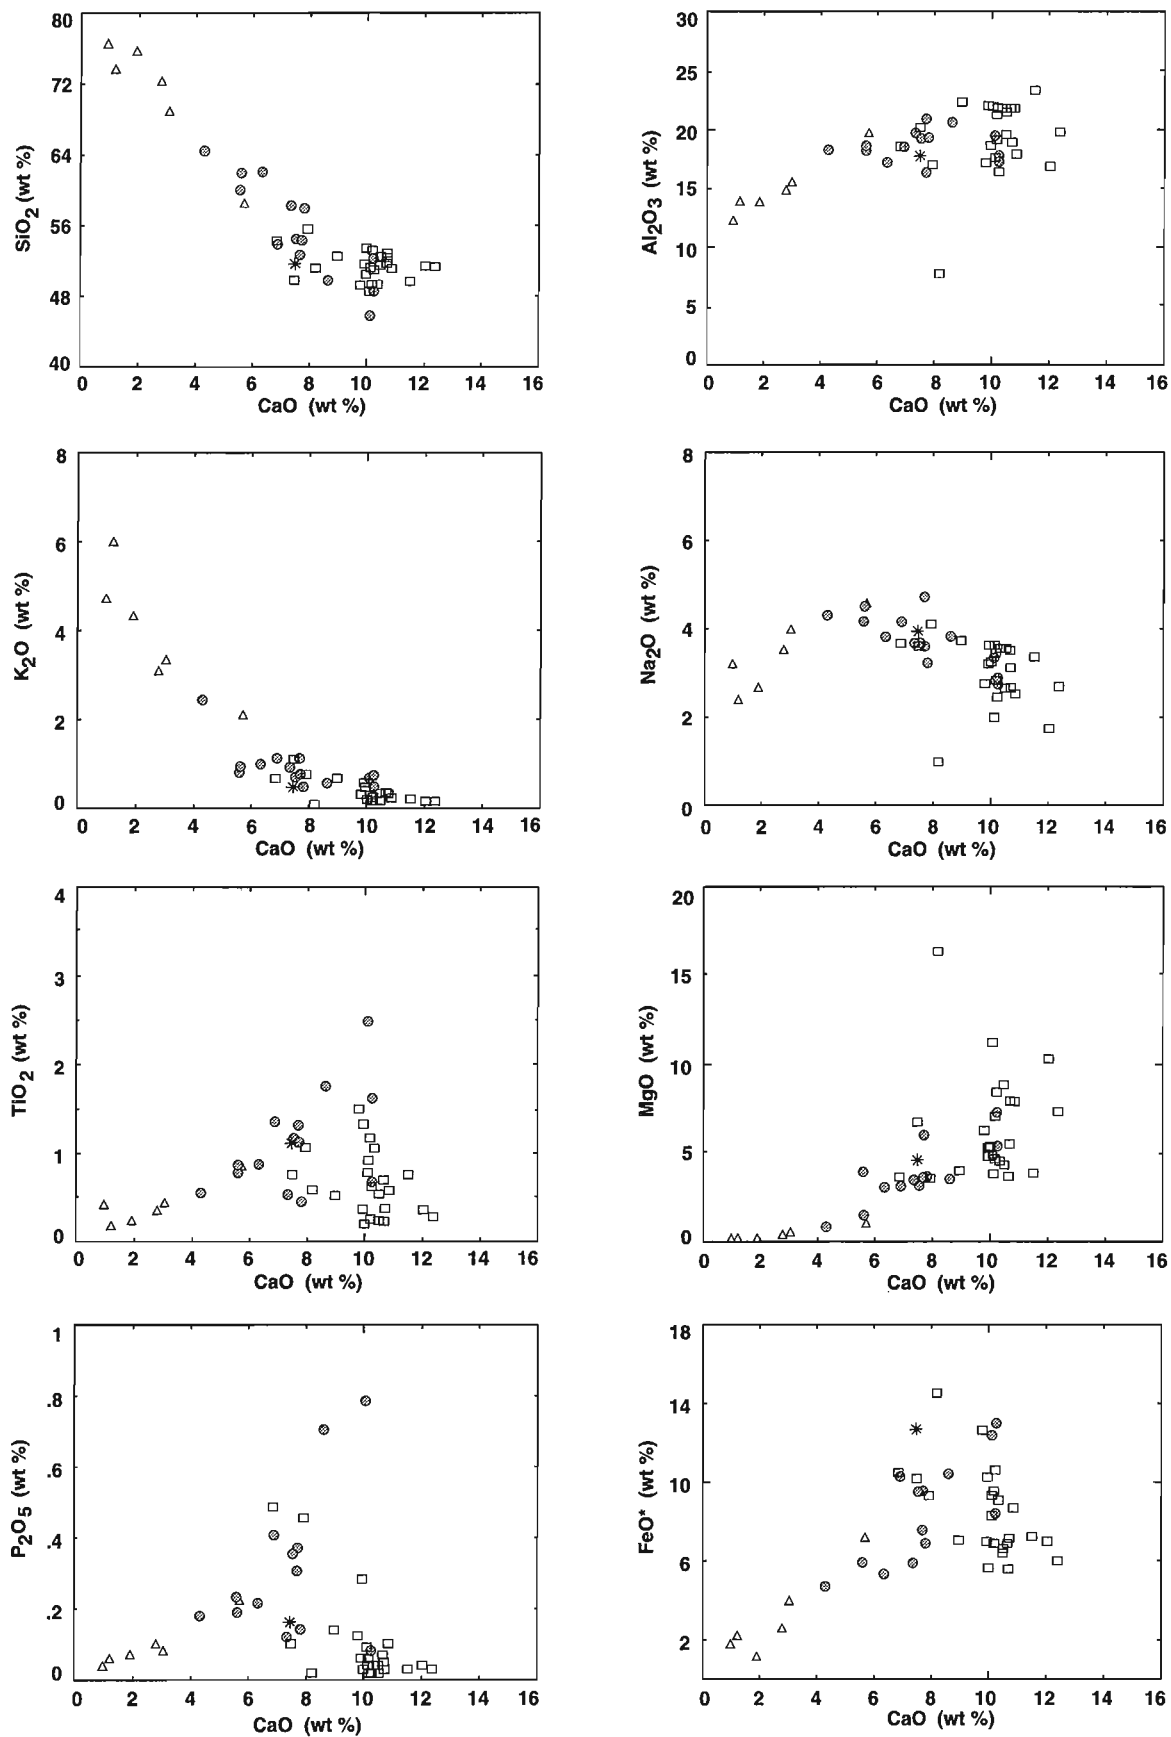 80
72
64
56
48
40
SiO2 (wt %)
0 2 4 6 8 10 12 14 16
CaO (wt %)
30
25
20
15
10
5
0
Al2O3 (wt %)
0 2 4 6 8 10 12 14 16
CaO (wt %)
8
6
4
2
0
K2O (wt %)
0 2 4 6 8 10 12 14 16
CaO (wt %)
8
6
4
2
0
Na2O (wt %)
0 2 4 6 8 10 12 14 16
CaO (wt %)
4
3
2
1
0
TiO2 (wt %)
0 2 4 6 8 10 12 14 16
CaO (wt %)
20
15
10
5
0
MgO (wt %)
0 2 4 6 8 10 12 14 16
CaO (wt %)
1
.8
.6
.4
.2
0
P2O5 (wt %)
0 2 4 6 8 10 12 14 16
CaO (wt %)
18
14
10
6
2
FeO* (wt %)
0 2 4 6 8 10 12 14 16
CaO (wt %)